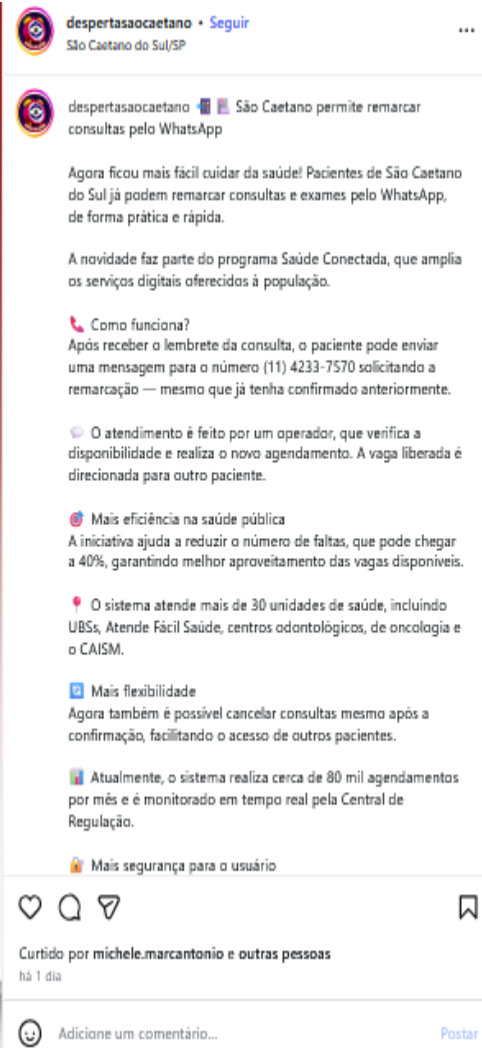 despertasaocaetano • Seguir
São Caetano do Sul/SP
despertasaocaetano 📲 🏥 São Caetano permite remarcar
consultas pelo WhatsApp
Agora ficou mais fácil cuidar da saúde! Pacientes de São Caetano
do Sul já podem remarcar consultas e exames pelo WhatsApp,
de forma prática e rápida.
A novidade faz parte do programa Saúde Conectada, que amplia
os serviços digitais oferecidos à população.
📞 Como funciona?
Após receber o lembrete da consulta, o paciente pode enviar
uma mensagem para o número (11) 4233-7570 solicitando a
remarcação — mesmo que já tenha confirmado anteriormente.
💬 O atendimento é feito por um operador, que verifica a
disponibilidade e realiza o novo agendamento. A vaga liberada é
direcionada para outro paciente.
🎯 Mais eficiência na saúde pública
A iniciativa ajuda a reduzir o número de faltas, que pode chegar
a 40%, garantindo melhor aproveitamento das vagas disponíveis.
📍 O sistema atende mais de 30 unidades de saúde, incluindo
UBSs, Atende Fácil Saúde, centros odontológicos, de oncologia e
o CAISM.
🔄 Mais flexibilidade
Agora também é possível cancelar consultas mesmo após a
confirmação, facilitando o acesso de outros pacientes.
📊 Atualmente, o sistema realiza cerca de 80 mil agendamentos
por mês e é monitorado em tempo real pela Central de
Regulação.
🔐 Mais segurança para o usuário
Curtido por michele.marcantonio e outras pessoas
há 1 dia
Adicione um comentário... Postar